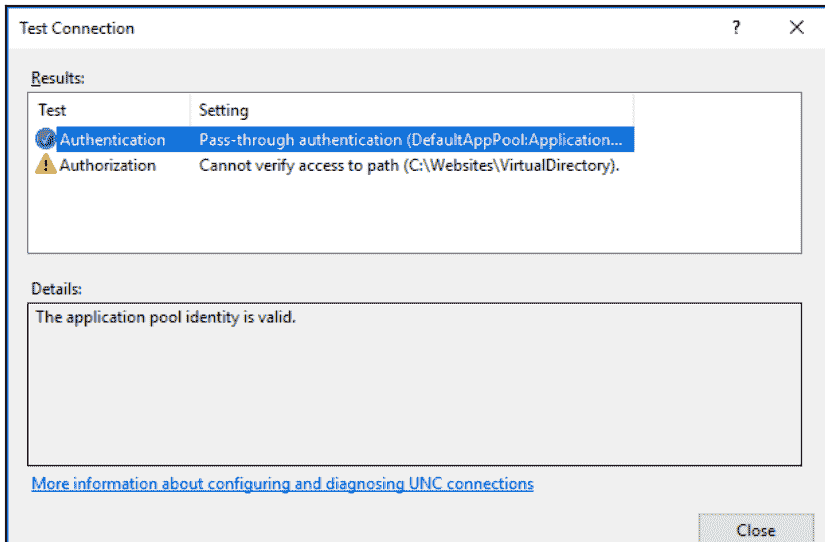 Test Connection
?
Results:
Test Setting
Authentication Pass-through authentication (DefaultAppPool:Application...
Authorization Cannot verify access to path (C:\Websites\VirtualDirectory).
Details:
The application pool identity is valid.
More information about configuring and diagnosing UNC connections
Close